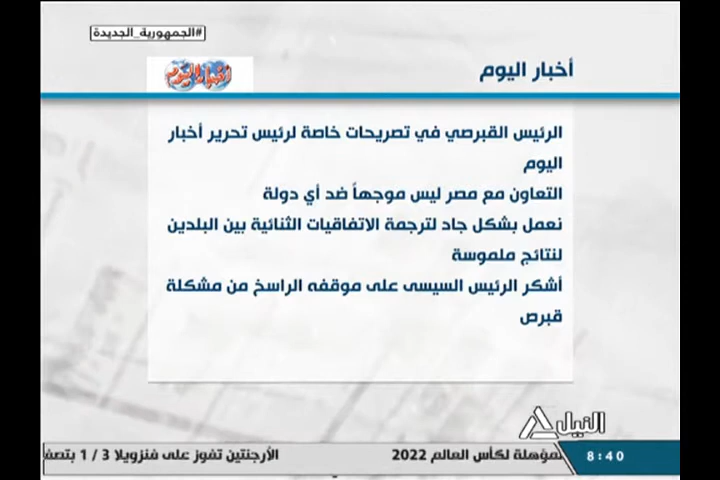 #الجمهورية_الجديدة
أخبار اليوم
أخبار اليوم
الرئيس القبرصي في تصريحات خاصة لرئيس تحرير أخبار
اليوم
التعاون مع مصر ليس موجهاً ضد أي دولة
نعمل بشكل جاد لترجمة الاتفاقيات الثنائية بين البلدين
لنتائج ملموسة
أشكر الرئيس السيسى على موقفه الراسخ من مشكلة
قبرص
النيل
8:40
لمؤهلة لكأس العالم 2022
الأرجنتين تفوز على فنزويلا 3 / 1 بتصف